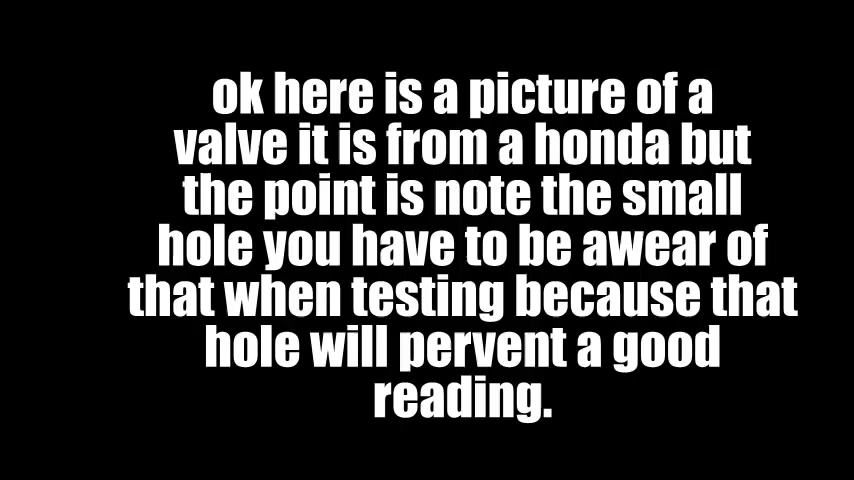 ok here is a picture of a
valve it is from a honda but
the point is note the small
hole you have to be awear of
that when testing because that
hole will pervent a good
reading.